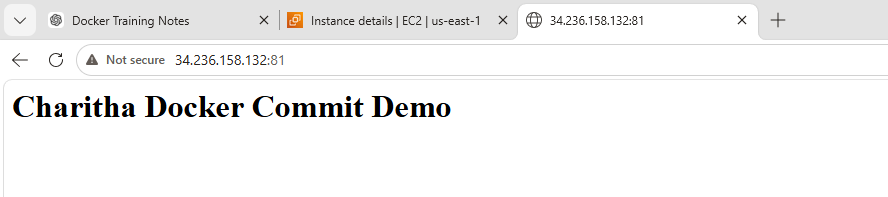 Docker Training Notes
Instance details | EC2 | us-east-1
34.236.158.132:81
Not secure 34.236.158.132:81
Charitha Docker Commit Demo